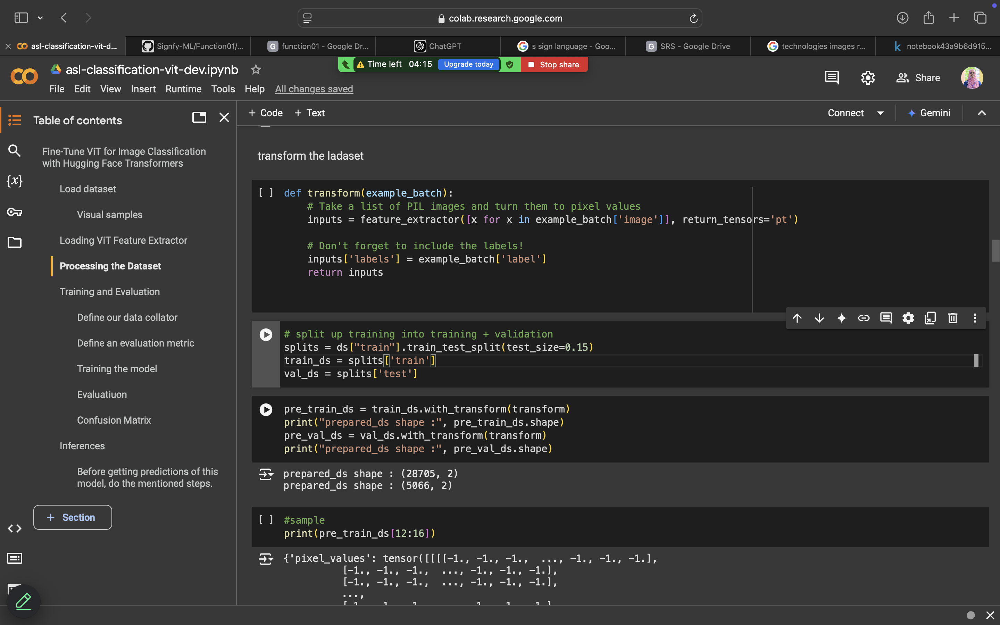 colab.research.google.com
asl-classification-vit-d...
Signfy-ML/Function01/...
function01 - Google Dr...
ChatGPT
s sign language - Goo...
SRS - Google Drive
technologies images r...
notebook43a9b6d915...
asl-classification-vit-dev.ipynb
Time left 04:15 Upgrade today Stop share
Share
File Edit View Insert Runtime Tools Help All changes saved
Table of contents
+ Code + Text
Connect
Gemini
Fine-Tune ViT for Image Classification
with Hugging Face Transformers
Load dataset
Visual samples
Loading ViT Feature Extractor
Processing the Dataset
Training and Evaluation
Define our data collator
Define an evaluation metric
Training the model
Evaluatiuon
Confusion Matrix
Inferences
Before getting predictions of this
model, do the mentioned steps.
+ Section
transform the ladaset
[ ] def transform(example_batch):
# Take a list of PIL images and turn them to pixel values
inputs = feature_extractor([x for x in example_batch['image']], return_tensors='pt')
# Don't forget to include the labels!
inputs['labels'] = example_batch['label']
return inputs
# split up training into training + validation
splits = ds["train"].train_test_split(test_size=0.15)
train_ds = splits['train']
val_ds = splits['test']
pre_train_ds = train_ds.with_transform(transform)
print("prepared_ds shape :", pre_train_ds.shape)
pre_val_ds = val_ds.with_transform(transform)
print("prepared_ds shape :", pre_val_ds.shape)
prepared_ds shape : (28705, 2)
prepared_ds shape : (5066, 2)
[ ] #sample
print(pre_train_ds[12:16])
{'pixel_values': tensor([[[[-1., -1., -1., ..., -1., -1., -1.],
[-1., -1., -1., ..., -1., -1., -1.],
[-1., -1., -1., ..., -1., -1., -1.],
...,